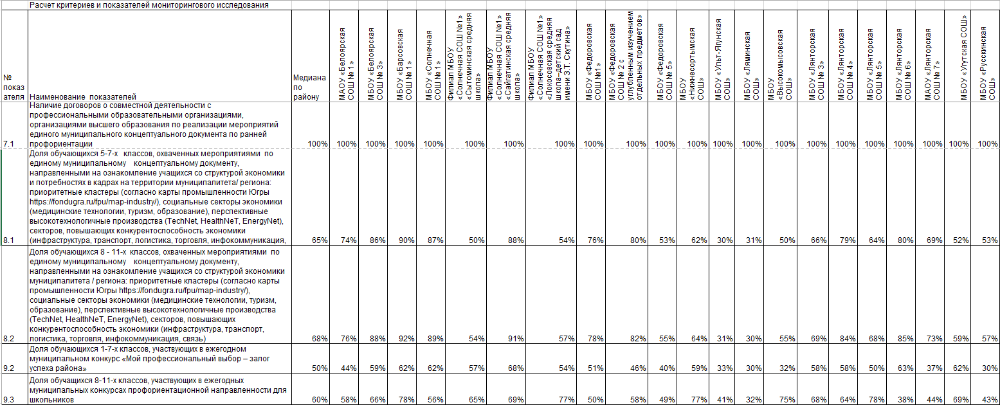 Расчет критериев и показателей мониторингового исследования
№
показ
ателя
Наименование показателей
Медиана
по
району
МАОУ «Белоярская
СОШ № 1»
МБОУ «Белоярская
СОШ № 3»
МБОУ «Барсовская
СОШ № 1»
МБОУ «Солнечная
СОШ № 1»
Филиал МБОУ
«Солнечная СОШ №1»
«Сытоминская средняя
школа»
Филиал МБОУ
«Солнечная СОШ №1»
«Сайгатинская средняя
школа»
Филиал МБОУ
«Солнечная СОШ №1»
«Локосовская средняя
школа–детский сад
имени З.Т. Скутина»
МБОУ «Федоровская
СОШ №1»
МБОУ «Федоровская
СОШ № 2 с
углубленным изучением
отдельных предметов»
МБОУ «Федоровская
СОШ № 5»
МБОУ
«Нижнесортымская
СОШ»
МБОУ «Ульт-Ягунская
СОШ»
МБОУ «Ляминская
СОШ»
МБОУ
«Высокомысовская
СОШ»
МБОУ «Лянторская
СОШ № 3»
МБОУ «Лянторская
СОШ № 4»
МБОУ «Лянторская
СОШ № 5»
МБОУ «Лянторская
СОШ № 6»
МАОУ «Лянторская
СОШ № 7»
МБОУ «Угутская СОШ»
МБОУ «Русскинская
СОШ»
Наличие договоров о совместной деятельности с
профессиональными образовательными организациями,
организациями высшего образования по реализации мероприятий
единого муниципального концептуального документа по ранней
7.1 профориентации 100% 100% 100% 100% 100% 100% 100% 100% 100% 100% 100% 100% 100% 100% 100% 100% 100% 100% 100% 100% 100% 100%
Доля обучающихся 5-7-х классов, охваченных мероприятиями по
единому муниципальному концептуальному документу,
направленными на ознакомление учащихся со структурой экономики
и потребностях в кадрах на территории муниципалитета/ региона:
приоритетные кластеры (согласно карты промышленности Югры
https://fondugra.ru/fpu/map-industry/), социальные секторы экономики
(медицинские технологии, туризм, образование), перспективные
высокотехнологичные производства (TechNet, HealthNeT, EnergyNet),
секторов, повышающих конкурентоспособность экономики
8.1 (инфраструктура, транспорт, логистика, торговля, инфокоммуникация, 65% 74% 86% 90% 87% 50% 88% 54% 76% 80% 53% 62% 30% 31% 50% 66% 79% 64% 80% 69% 52% 53%
Доля обучающихся 8 - 11-х классов, охваченных мероприятиями по
единому муниципальному концептуальному документу,
направленными на ознакомление учащихся со структурой экономики
муниципалитета / региона: приоритетные кластеры (согласно карты
промышленности Югры https://fondugra.ru/fpu/map-industry/),
социальные секторы экономики (медицинские технологии, туризм,
образование), перспективные высокотехнологичные производства
(TechNet, HealthNeT, EnergyNet), секторов, повышающих
конкурентоспособность экономики (инфраструктура, транспорт,
8.2 логистика, торговля, инфокоммуникация, связь) 68% 76% 88% 92% 89% 54% 91% 57% 78% 82% 55% 64% 31% 30% 55% 69% 84% 68% 85% 73% 59% 57%
Доля обучающихся 1-7-х классов, участвующих в ежегодном
муниципальном конкурс «Мой профессиональный выбор – залог
9.2 успеха района» 50% 44% 59% 62% 62% 57% 68% 54% 51% 46% 40% 59% 33% 30% 32% 58% 58% 50% 63% 37% 62% 30%
Доля обучащихся 8-11-х классов, участвующих в ежегодных
муниципальных конкурсах профориентационной направленности для
9.3 школьников 60% 58% 66% 78% 56% 65% 69% 77% 50% 58% 49% 77% 41% 32% 75% 68% 64% 78% 38% 44% 69% 43%